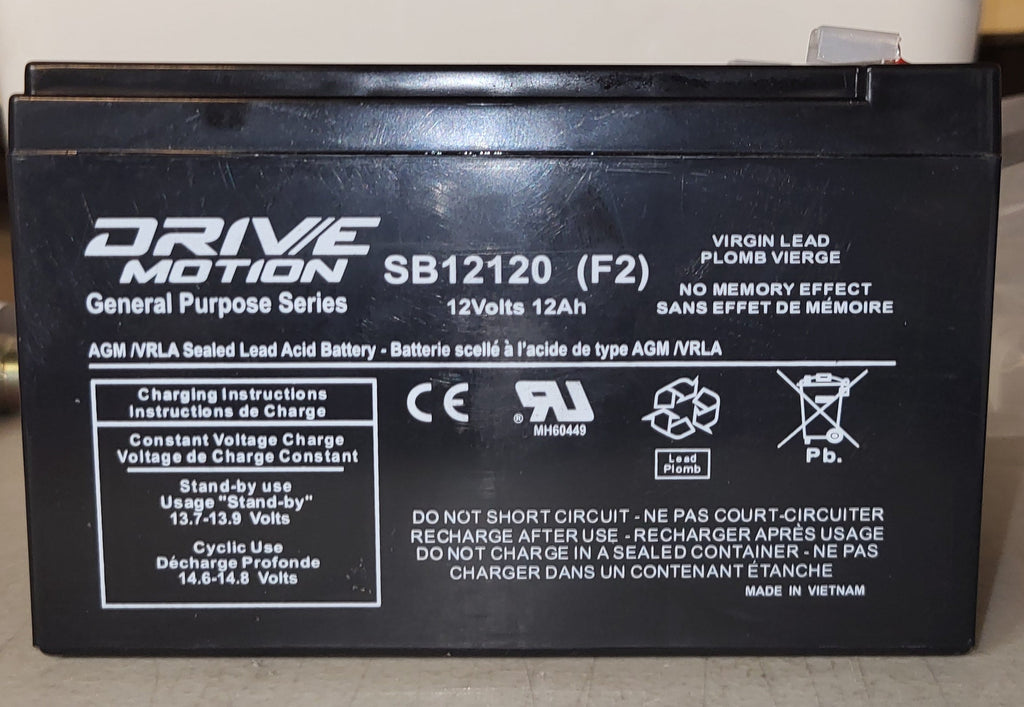 DRIVE
MOTION
General Purpose Series
SB12120 (F2)
12Volts 12Ah
VIRGIN LEAD
PLOMB VIERGE
NO MEMORY EFFECT
SANS EFFET DE MÉMOIRE
AGM /VRLA Sealed Lead Acid Battery - Batterie scellé à l'acide de type AGM /VRLA
Charging Instructions
Instructions de Charge
Constant Voltage Charge
Voltage de Charge Constant
Stand-by use
Usage "Stand-by"
13.7-13.9 Volts
Cyclic Use
Décharge Profonde
14.6-14.8 Volts
CE
RU
®
MH60449
Lead
Plomb
Pb.
DO NOT SHORT CIRCUIT - NE PAS COURT-CIRCUITER
RECHARGE AFTER USE - RECHARGER APRÈS USAGE
DO NOT CHARGE IN A SEALED CONTAINER - NE PAS
CHARGER DANS UN CONTENANT ÉTANCHE
MADE IN VIETNAM